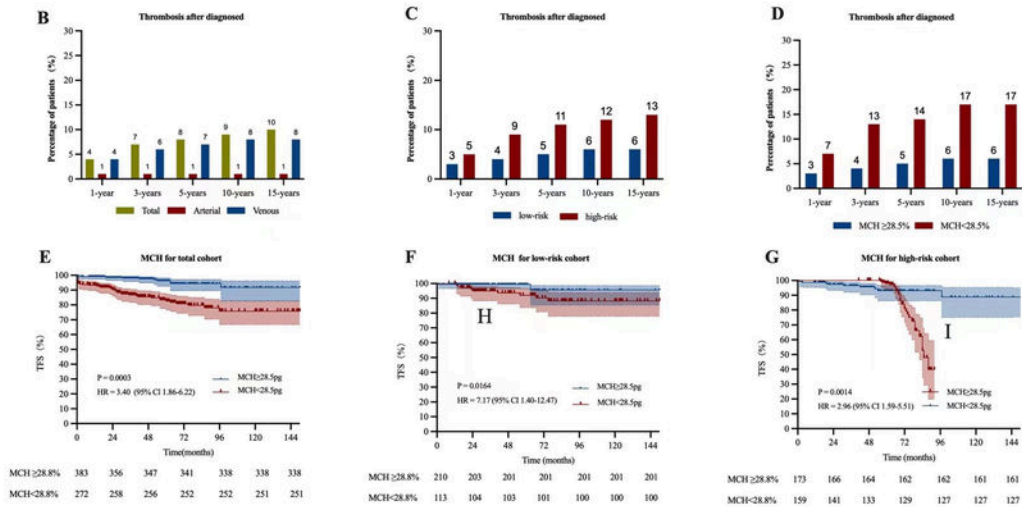 B
Thrombosis after diagnosed
Percentage of patients (%)
30
25
20
15
10
5
0
4 1 4
7 1 6
8 1 7
9 1 8
10 1 8
1-year 3-years 5-years 10-years 15-years
Total Arterial Venous
C
Thrombosis after diagnosed
Percentage of patients (%)
30
20
10
0
3 5
4 9
5 11
6 12
6 13
1-year 3-years 5-years 10-years 15-years
low-risk high-risk
D
Thrombosis after diagnosed
Percentage of patients (%)
30
25
20
15
10
5
0
3 7
4 13
5 14
6 17
6 17
1-year 3-years 5-years 10-years 15-years
MCH ≥28.5% MCH<28.5%
E
MCH for total cohort
TFS (%)
100
90
80
70
60
50
40
30
20
10
0
P = 0.0003
HR = 3.40 (95% CI 1.86-6.22)
MCH≥28.5pg
MCH<28.5pg
0 24 48 72 96 120 144
Time(months)
MCH ≥28.8% 383 356 347 341 338 338 338
MCH<28.8% 272 258 256 252 252 251 251
F
MCH for low-risk cohort
H
TFS (%)
100
90
80
70
60
50
40
30
20
10
0
P = 0.0164
HR = 7.17 (95% CI 1.40-12.47)
MCH≥28.5pg
MCH<28.5pg
0 24 48 72 96 120 144
Time(months)
MCH ≥28.8% 210 203 201 201 201 201 201
MCH<28.8% 113 104 103 101 100 100 100
G
MCH for high-risk cohort
I
TFS (%)
100
90
80
70
60
50
40
30
20
10
0
P = 0.0014
HR = 2.96 (95% CI 1.59-5.51)
MCH≥28.5pg
MCH<28.5pg
0 24 48 72 96 120 144
Time(months)
MCH ≥28.8% 173 166 164 162 162 161 161
MCH<28.8% 159 141 133 129 127 127 127